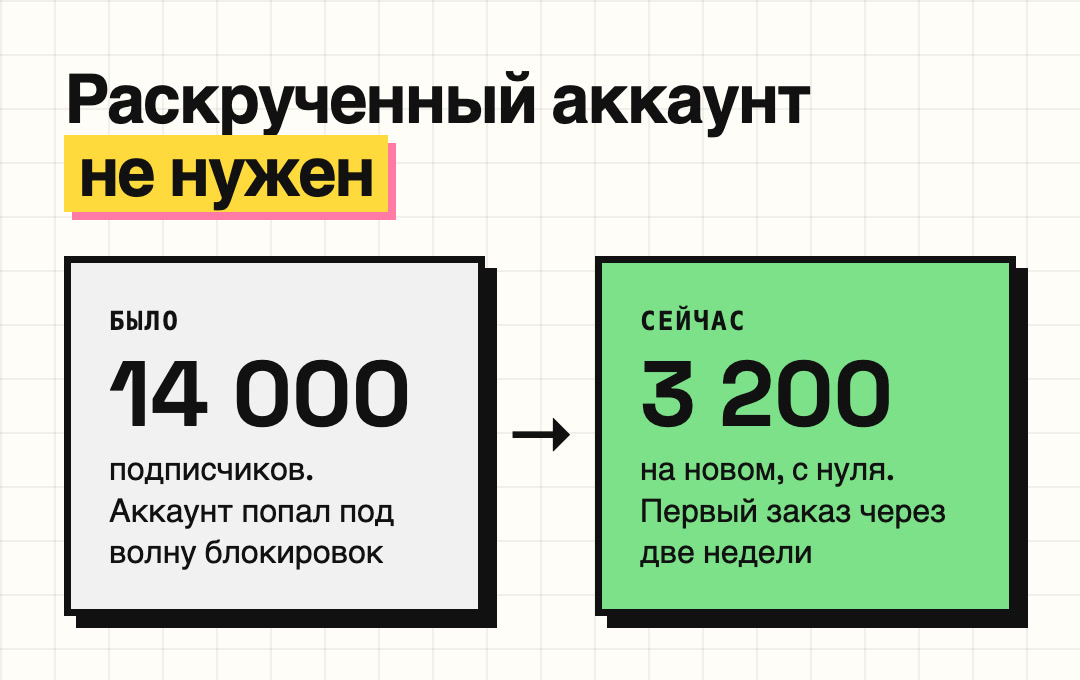 Раскрученный аккаунт
не нужен
БЫЛО
14 000
подписчиков.
Аккаунт попал под
волну блокировок
→
СЕЙЧАС
3 200
на новом, с нуля.
Первый заказ через
две недели